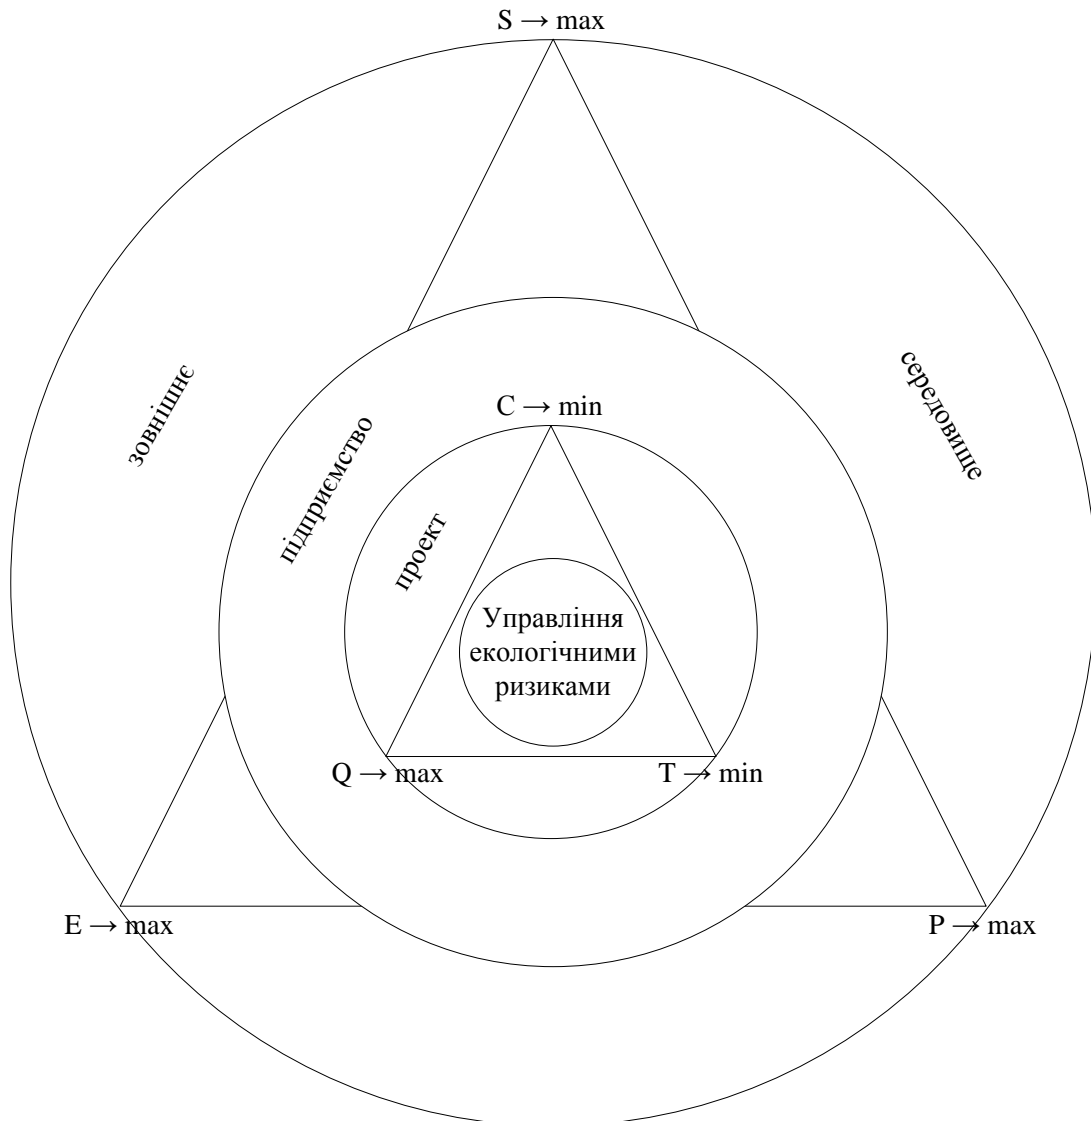 S → max
зовнішнє
середовище
підприємство
C → min
проект
Управління
екологічними
ризиками
Q → max
T → min
E → max
P → max